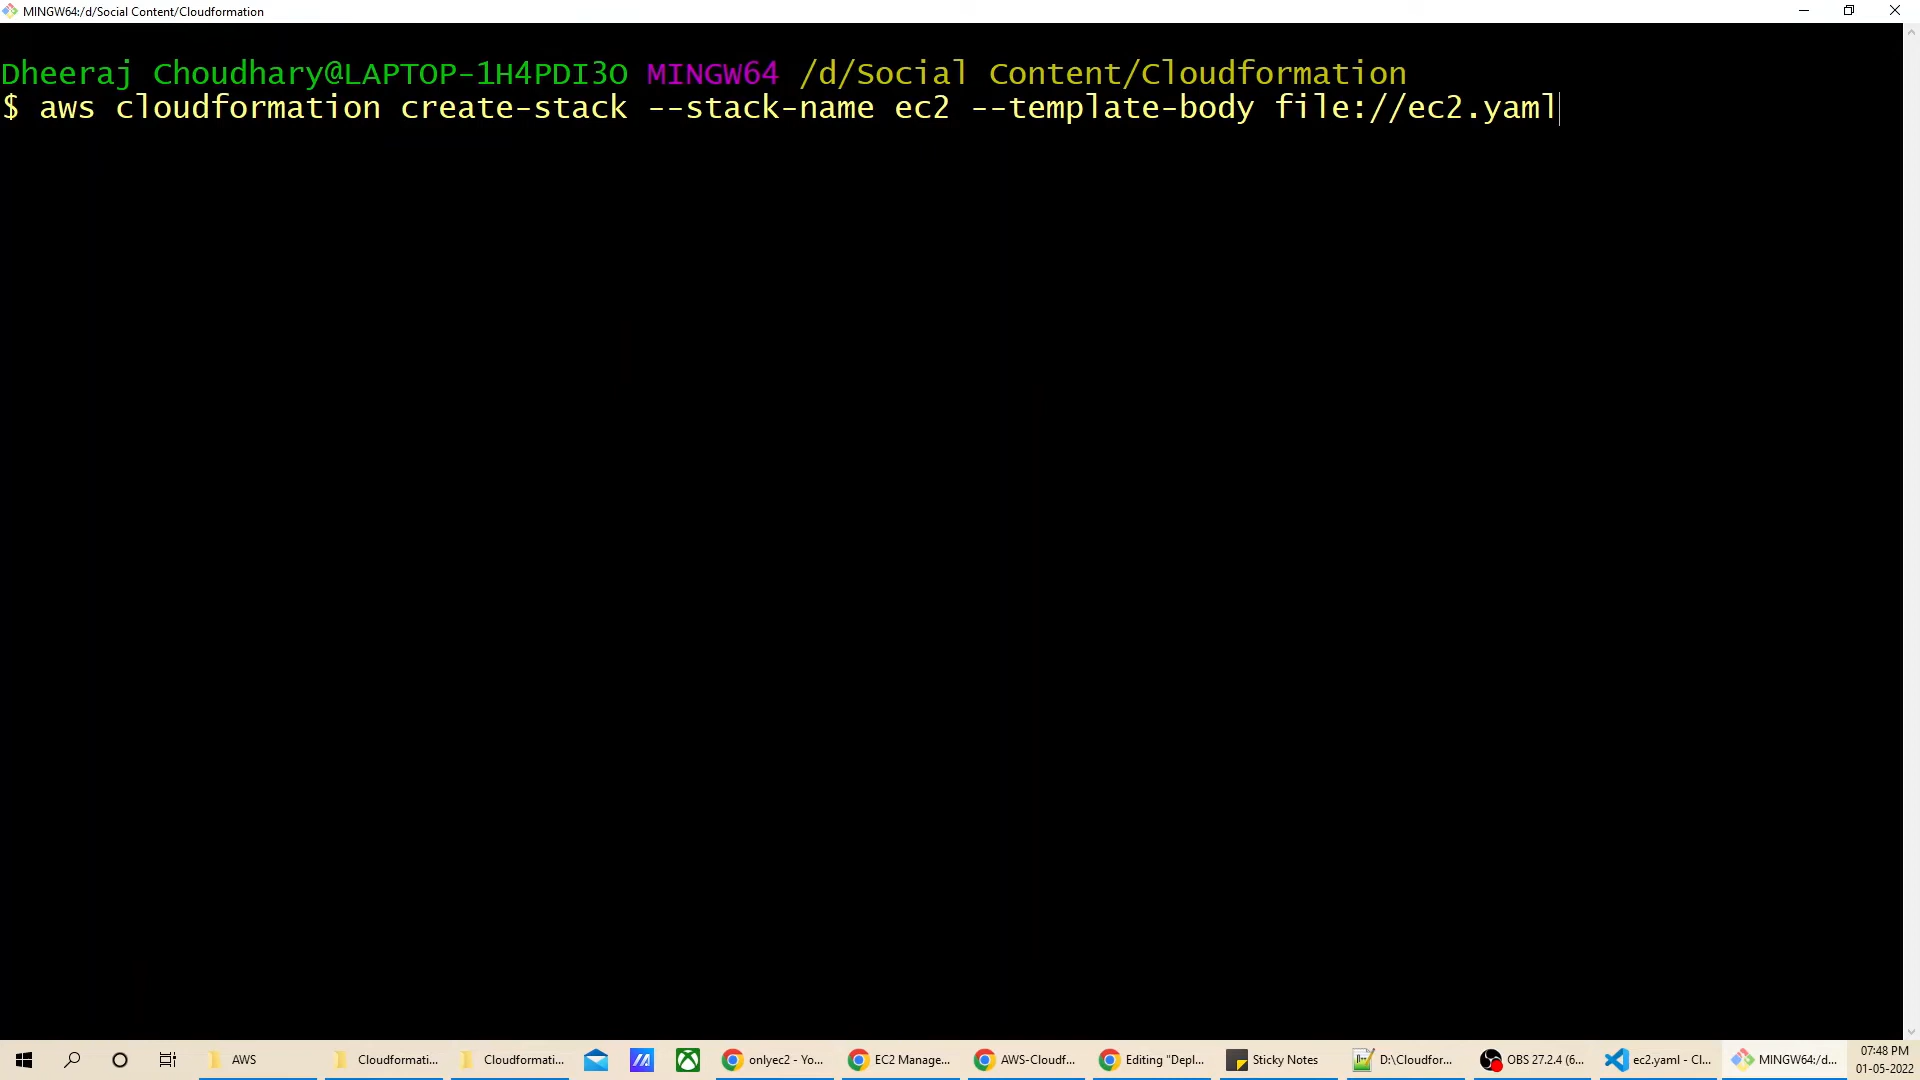 MINGW64:/d/Social Content/Cloudformation
Dheeraj Choudhary@LAPTOP-1H4PDI3O MINGW64 /d/Social Content/Cloudformation
$ aws cloudformation create-stack --stack-name ec2 --template-body file://ec2.yaml
AWS
Cloudformati...
Cloudformati...
onlyec2 - Yo...
EC2 Manage...
AWS-Cloudf...
Editing "Depl...
Sticky Notes
D:\Cloudfor...
OBS 27.2.4 (6...
ec2.yaml - Cl...
MINGW64:/d...
07:48 PM
01-05-2022